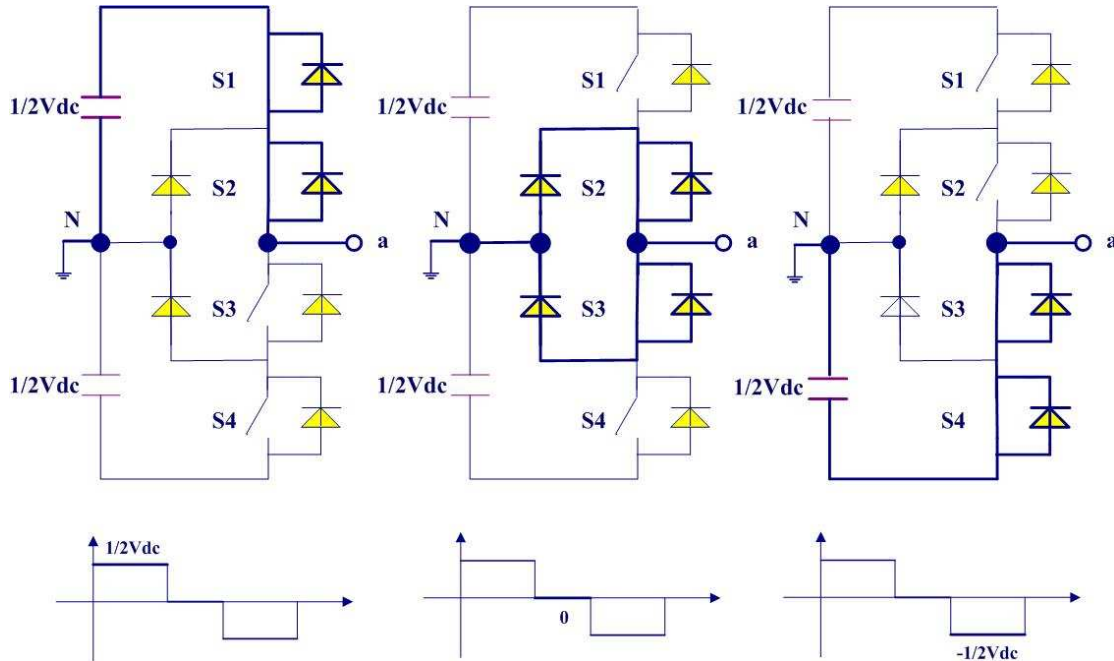 S1
1/2Vdc
S2
N
a
S3
1/2Vdc
S4
1/2Vdc
S1
1/2Vdc
S2
N
a
S3
1/2Vdc
S4
0
S1
1/2Vdc
S2
N
a
S3
1/2Vdc
S4
-1/2Vdc